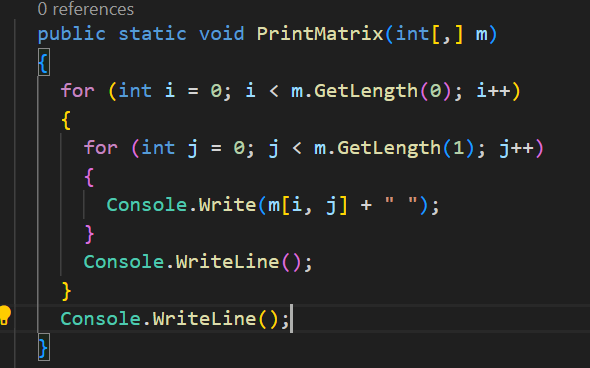 0 references
public static void PrintMatrix(int[,] m)
{
  for (int i = 0; i < m.GetLength(0); i++)
  {
    for (int j = 0; j < m.GetLength(1); j++)
    {
      Console.Write(m[i, j] + " ");
    }
    Console.WriteLine();
  }
  Console.WriteLine();
}